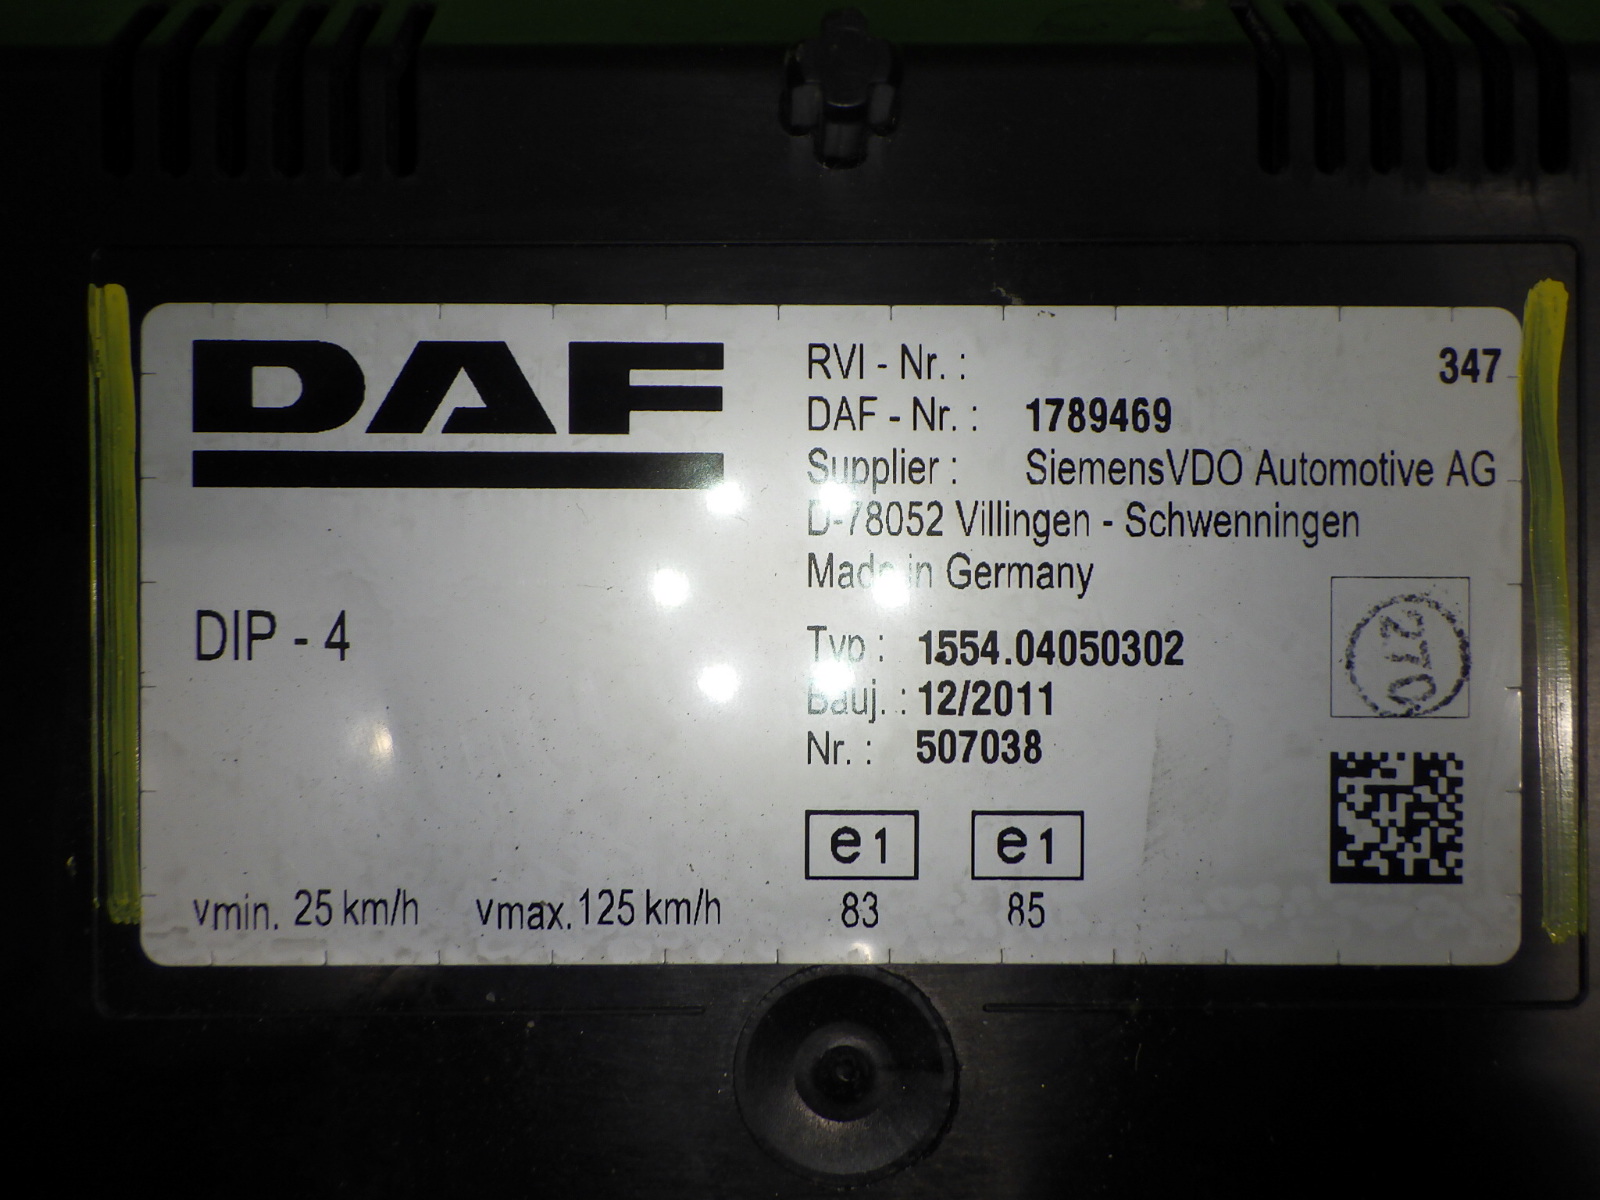 DAF
RVI - Nr. :
347
DAF - Nr. : 1789469
Supplier : SiemensVDO Automotive AG
D-78052 Villingen - Schwenningen
Made in Germany
DIP - 4
Typ : 1554.04050302
Bauj. : 12/2011
Nr. : 507038
e1 e1
83 85
vmin. 25 km/h vmax. 125 km/h